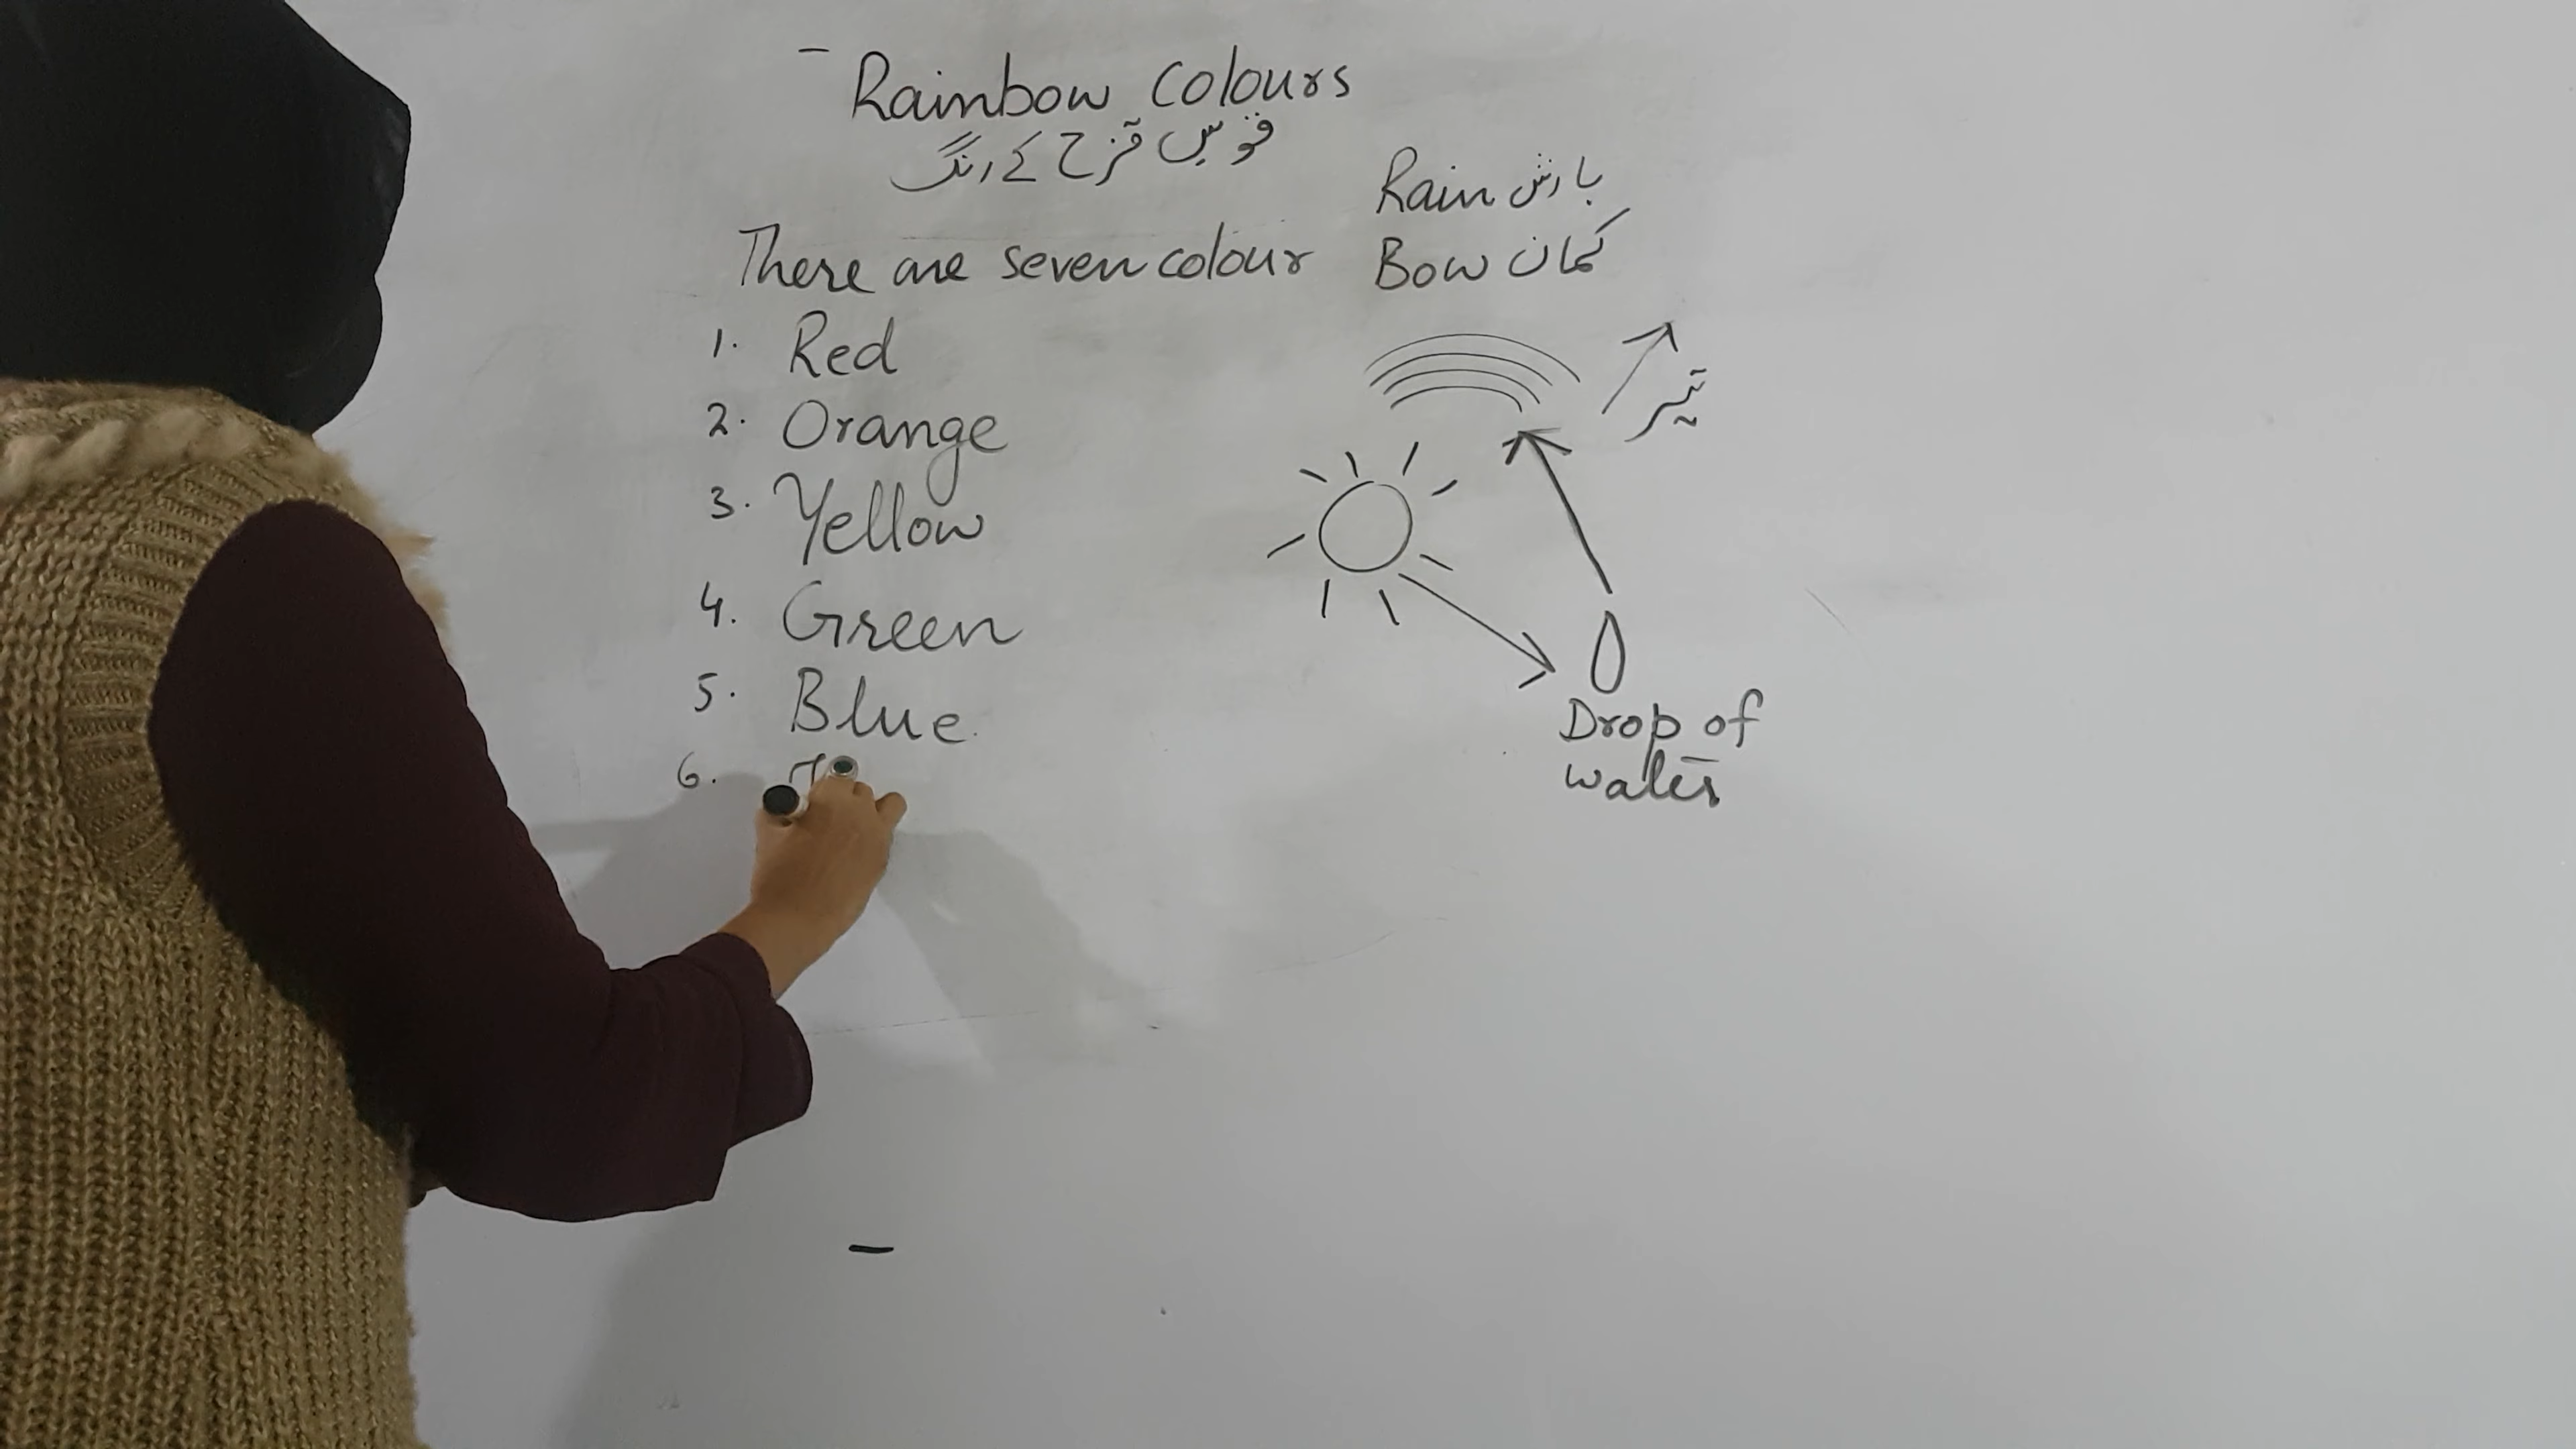 Rainbow Colours
قوس قزح کے رنگ
Rain بارش
There are seven colour
Bow کمان
1. Red
2. Orange
3. Yellow
4. Green
5. Blue
6.
تیر
Drop of
water